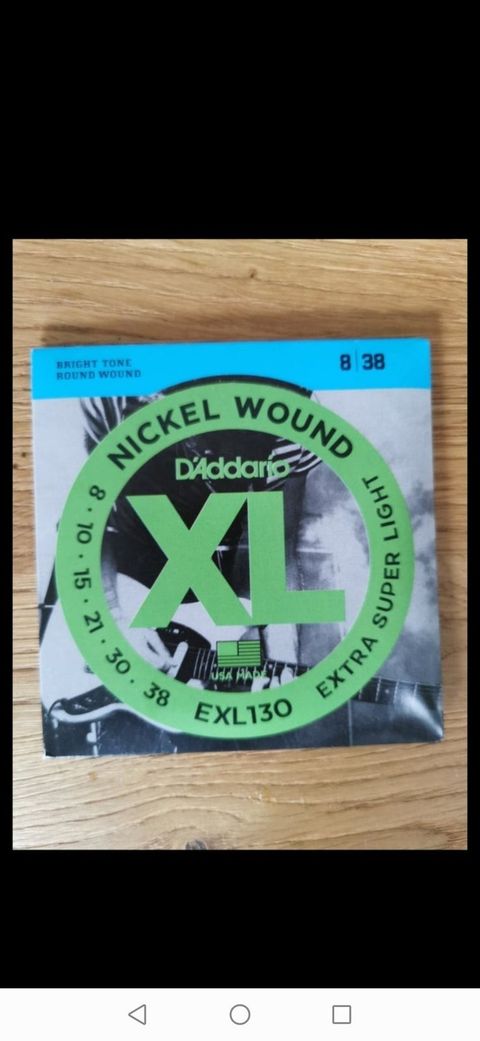 BRIGHT TONE
ROUND WOUND
8|38
NICKEL WOUND
D'Addario
XL
8 · 10 · 15 · 21 · 30 · 38
USA MADE
EXL130
EXTRA SUPER LIGHT